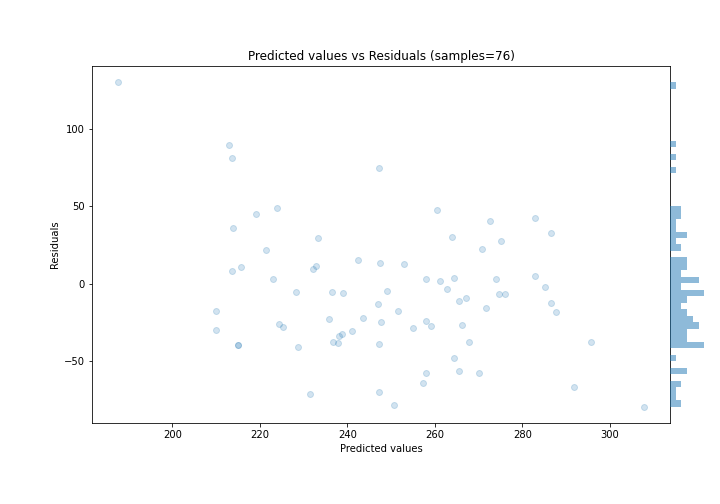 Predicted values vs Residuals (samples=76)
100
50
0
−50
Residuals
200 220 240 260 280 300
Predicted values